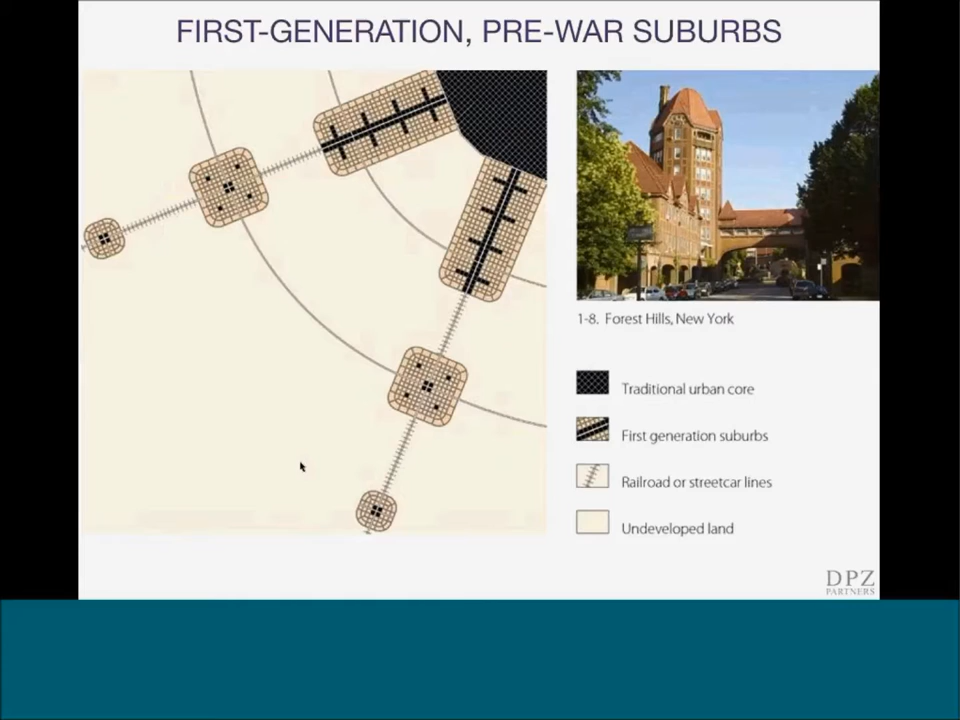 FIRST-GENERATION, PRE-WAR SUBURBS
1-8. Forest Hills, New York
Traditional urban core
First generation suburbs
Railroad or streetcar lines
Undeveloped land
DPZ
PARTNERS